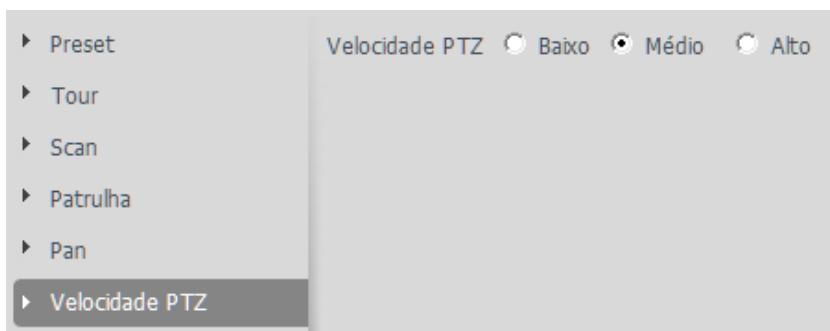 Preset
Tour
Scan
Patrulha
Pan
Velocidade PTZ
Velocidade PTZ Baixo Médio Alto